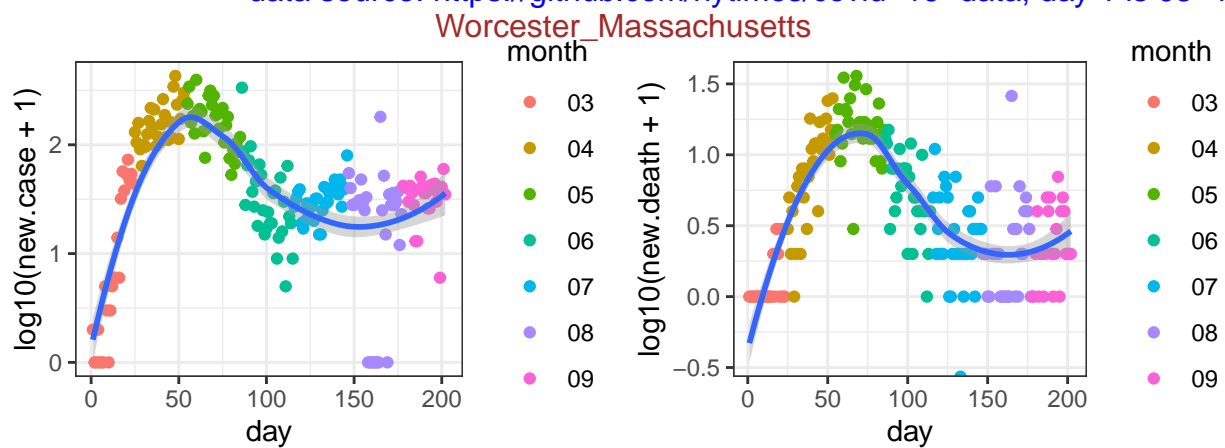 Worcester_Massachusetts
month
log10(new.case + 1)
2
1
0
0 50 100 150 200
day
03
04
05
06
07
08
09
month
log10(new.death + 1)
1.5
1.0
0.5
0.0
−0.5
0 50 100 150 200
day
03
04
05
06
07
08
09